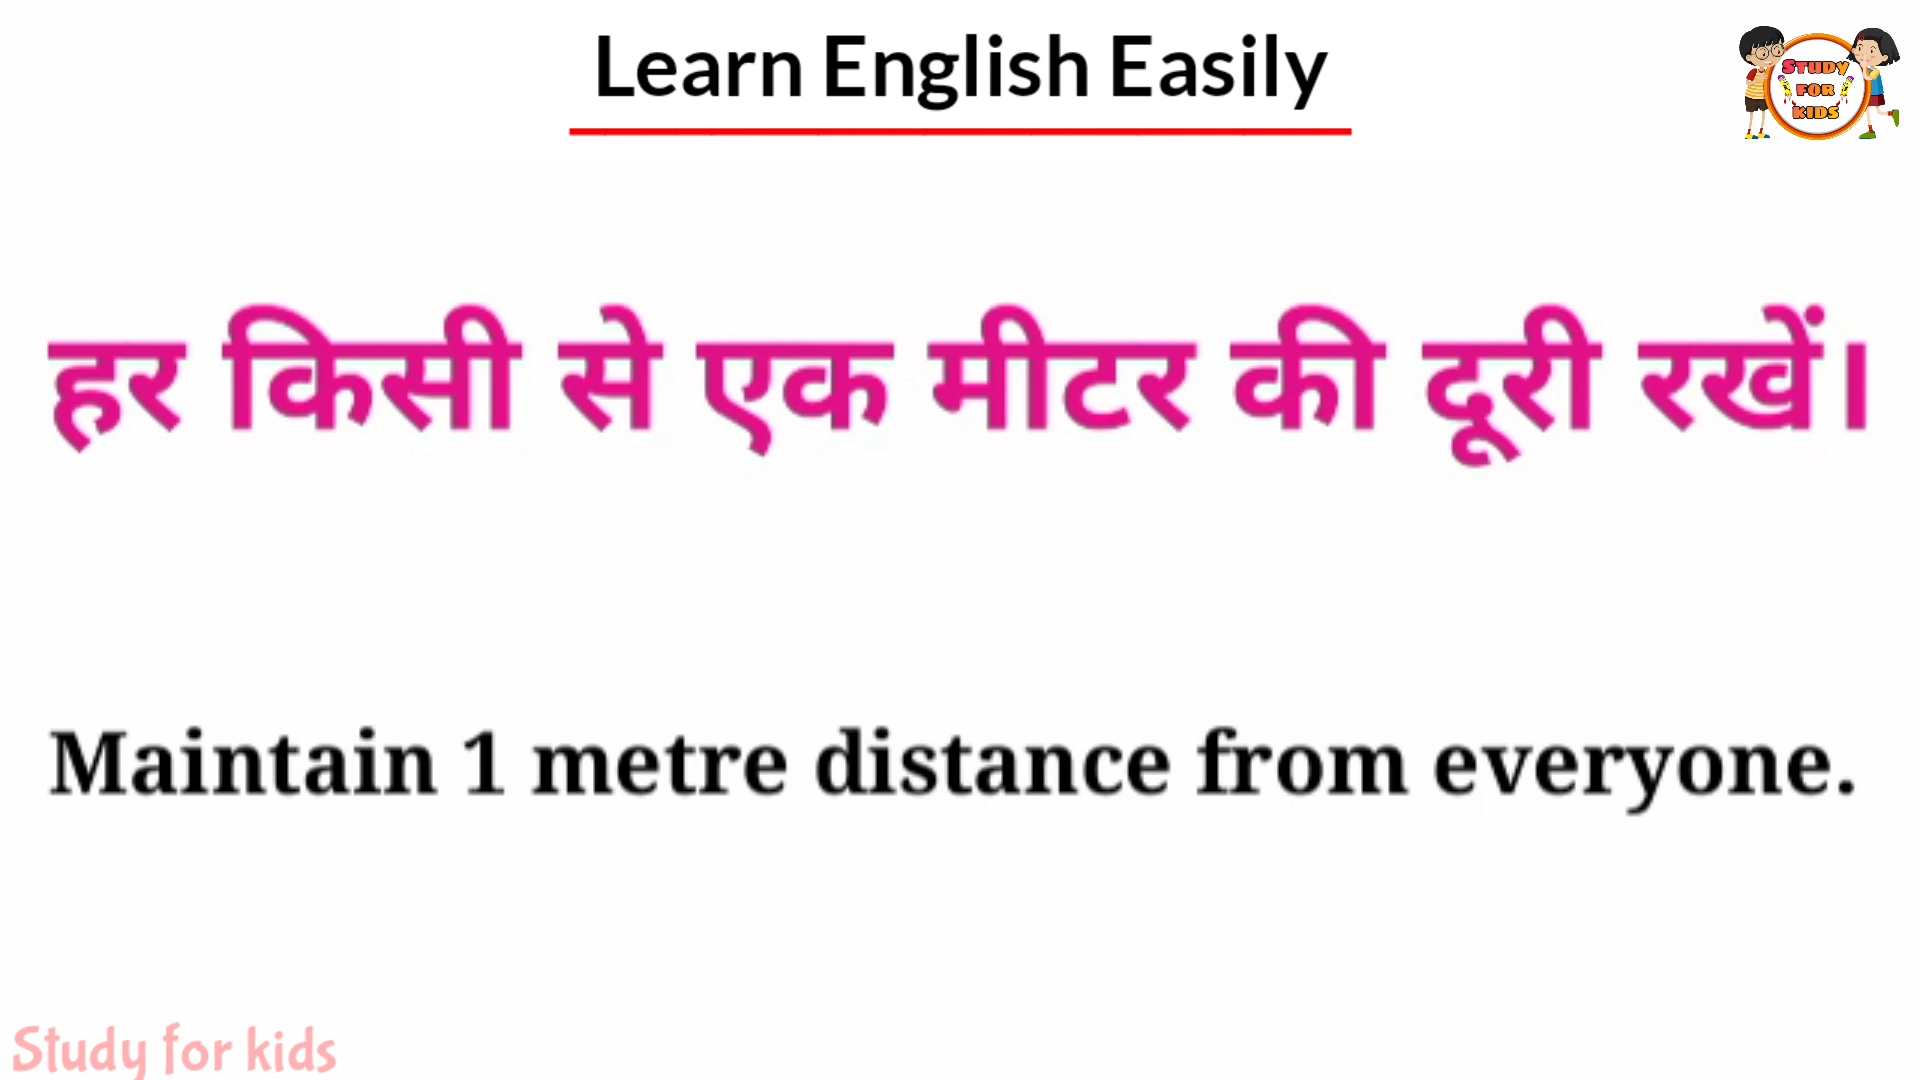 Learn English Easily
STUDY
FOR
KIDS
हर किसी से एक मीटर की दूरी रखें।
Maintain 1 metre distance from everyone.
Study for kids